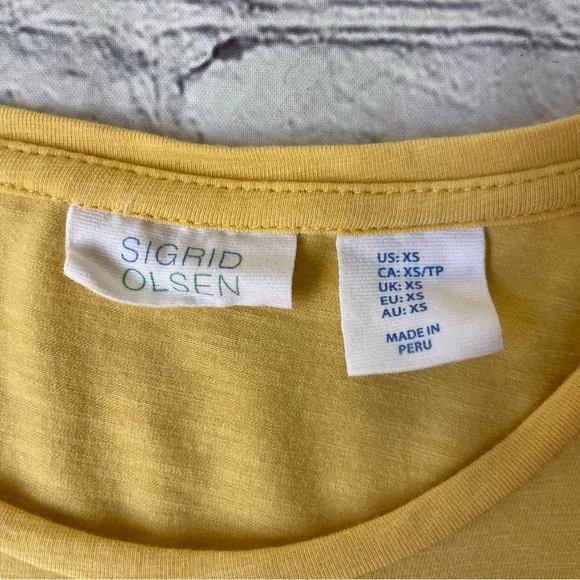 SIGRID
OLSEN
US: XS
CA: XS/TP
UK: XS
EU: XS
AU: XS
MADE IN
PERU